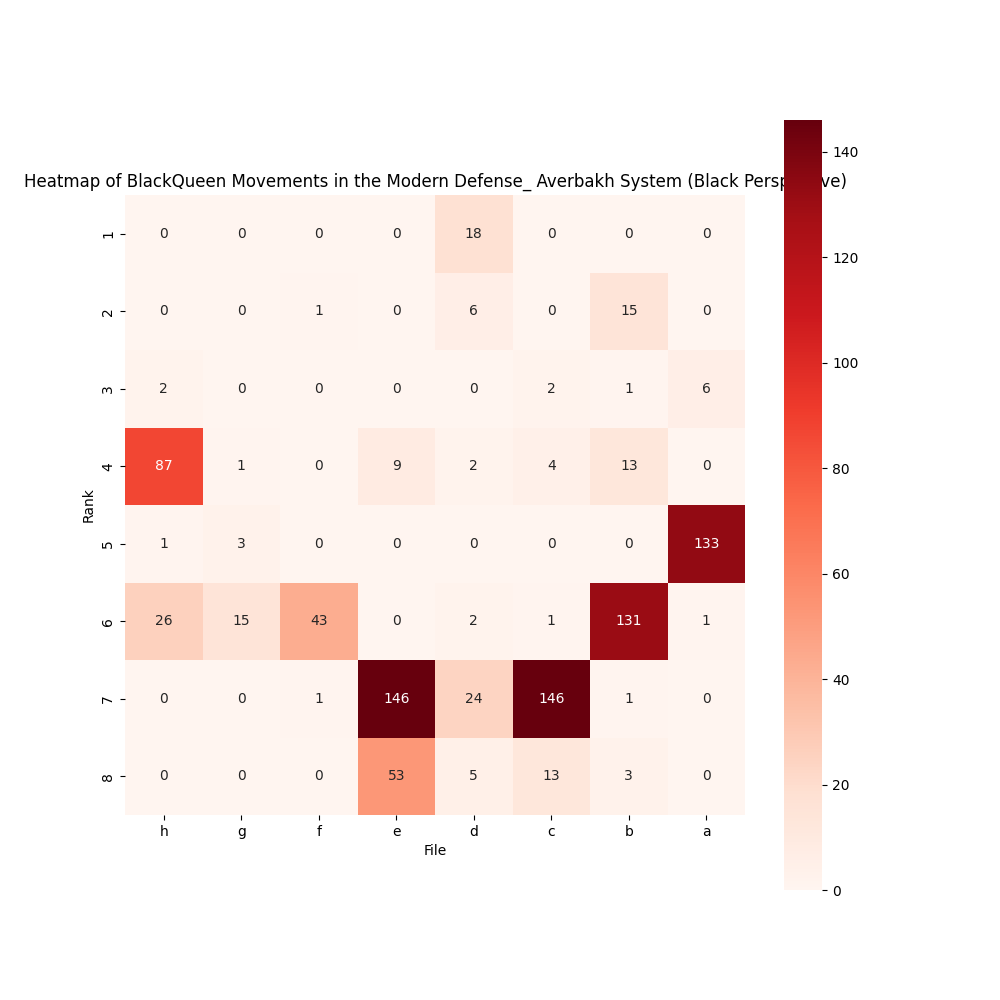 Heatmap of BlackQueen Movements in the Modern Defense_ Averbakh System (Black Perspective)
140
120
100
80
60
40
20
0
Rank
1 0 0 0 0 18 0 0 0
2 0 0 1 0 6 0 15 0
3 2 0 0 0 0 2 1 6
4 87 1 0 9 2 4 13 0
5 1 3 0 0 0 0 0 133
6 26 15 43 0 2 1 131 1
7 0 0 1 146 24 146 1 0
8 0 0 0 53 5 13 3 0
h g f e d c b a
File